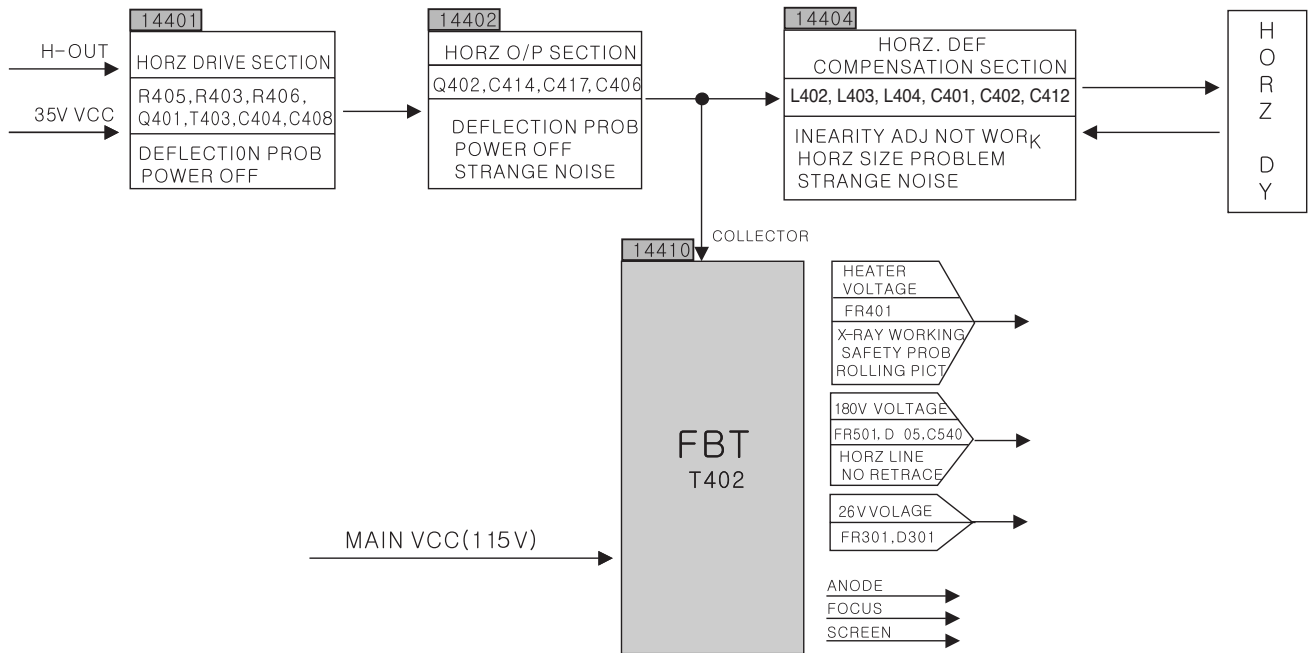 H-OUT
35V VCC
14401
HORZ DRIVE SECTION
R405,R403,R406,
Q401,T403,C404,C408
DEFLECTION PROB
POWER OFF
14402
HORZ O/P SECTION
Q402,C414,C417,C406
DEFLECTION PROB
POWER OFF
STRANGE NOISE
14404
HORZ. DEF
COMPENSATION SECTION
L402, L403, L404, C401, C402, C412
INEARITY ADJ NOT WORK
HORZ SIZE PROBLEM
STRANGE NOISE
HORZ DY
COLLECTOR
14410
FBT
T402
MAIN VCC(115V)
HEATER
VOLTAGE
FR401
X-RAY WORKING
SAFETY PROB
ROLLING PICT
180V VOLTAGE
FR501, D 05,C540
HORZ LINE
NO RETRACE
26V VOLAGE
FR301,D301
ANODE
FOCUS
SCREEN